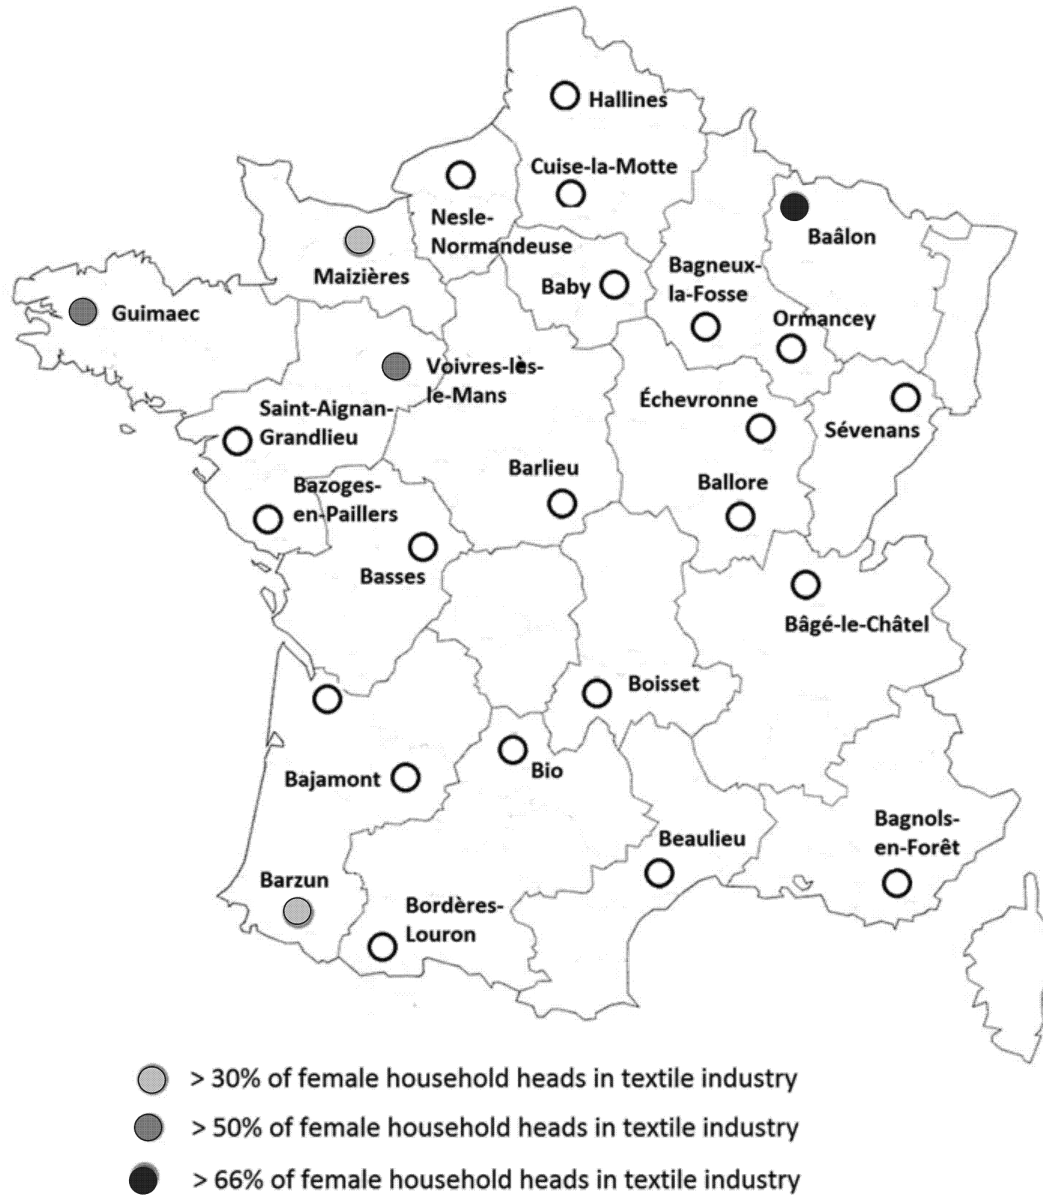 Hallines
Cuise-la-Motte
Nesle-
Normandeuse
Baâlon
Maizières
Bagneux-
la-Fosse
Baby
Guimaec
Ormancey
Voivres-lès-
le-Mans
Échevronne
Saint-Aignan-
Grandlieu
Sévenans
Barlieu
Ballore
Bazoges-
en-Paillers
Basses
Bâgé-le-Châtel
Boisset
Bio
Bajamont
Bagnols-
en-Forêt
Beaulieu
Barzun
Bordères-
Louron
> 30% of female household heads in textile industry
> 50% of female household heads in textile industry
> 66% of female household heads in textile industry